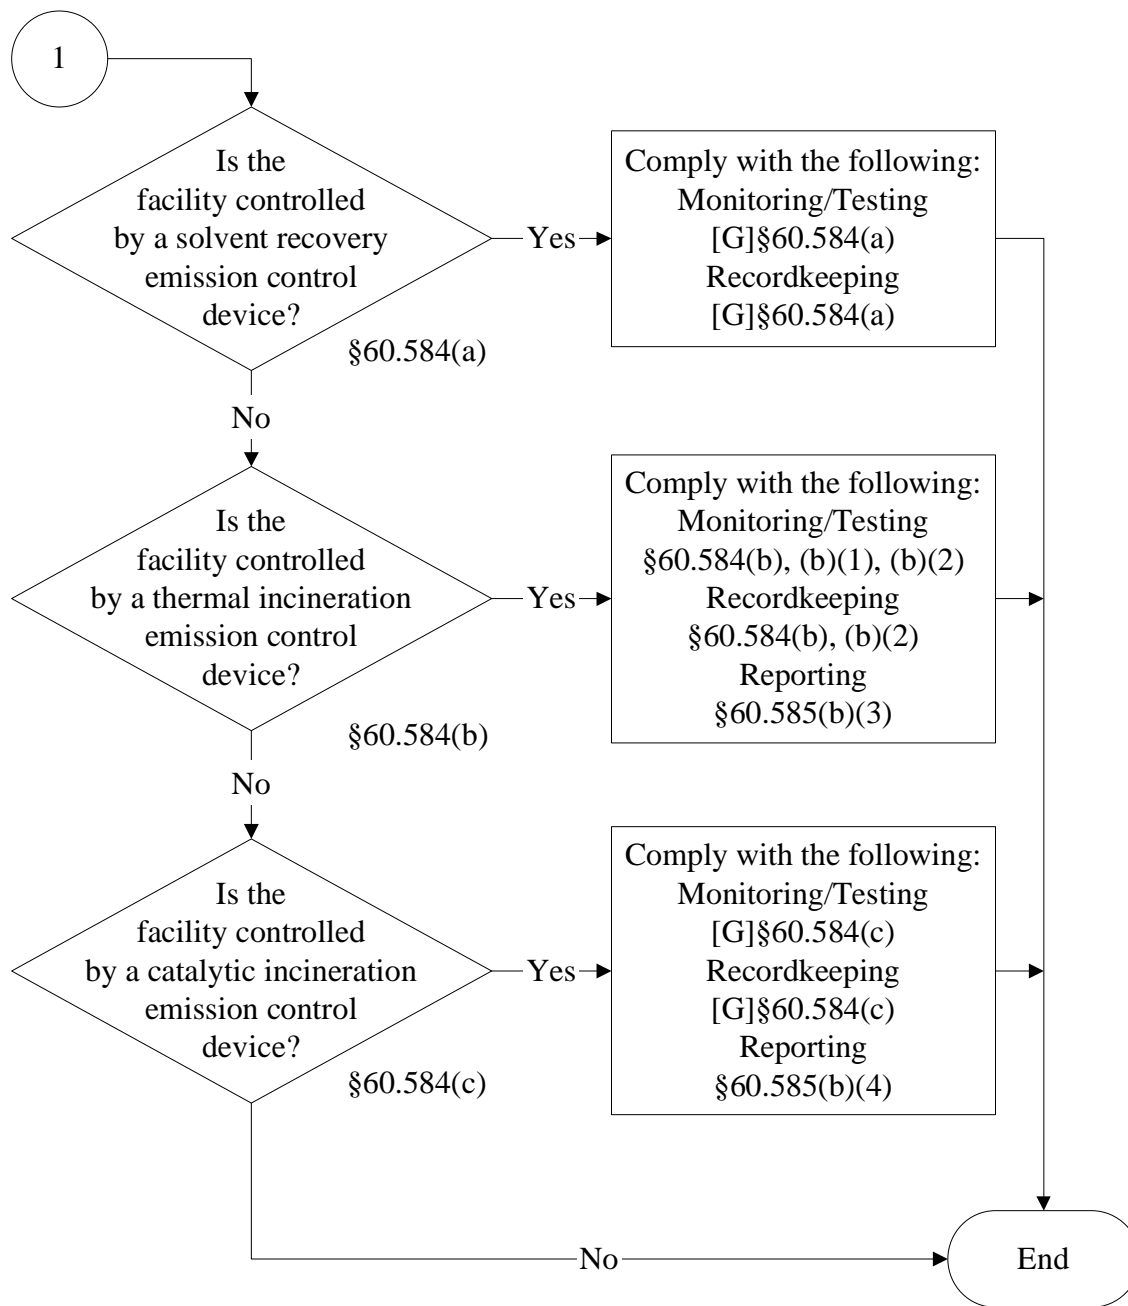 1
Is the
facility controlled
by a solvent recovery
emission control
device?
§60.584(a)
Yes
Comply with the following:
Monitoring/Testing
[G]§60.584(a)
Recordkeeping
[G]§60.584(a)
No
Is the
facility controlled
by a thermal incineration
emission control
device?
§60.584(b)
Yes
Comply with the following:
Monitoring/Testing
§60.584(b), (b)(1), (b)(2)
Recordkeeping
§60.584(b), (b)(2)
Reporting
§60.585(b)(3)
No
Is the
facility controlled
by a catalytic incineration
emission control
device?
§60.584(c)
Yes
Comply with the following:
Monitoring/Testing
[G]§60.584(c)
Recordkeeping
[G]§60.584(c)
Reporting
§60.585(b)(4)
No
End